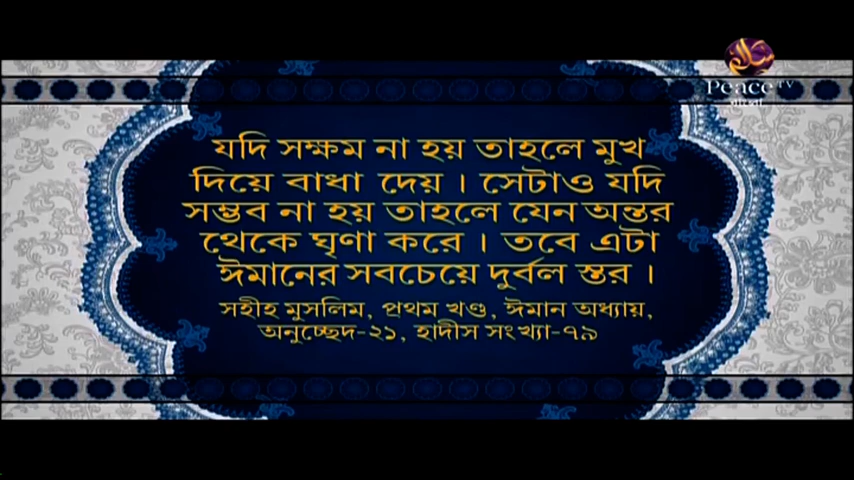 Peace TV
বাংলা
যদি সক্ষম না হয় তাহলে মুখ
দিয়ে বাধা দেয় । সেটাও যদি
সম্ভব না হয় তাহলে যেন অন্তর
থেকে ঘৃণা করে । তবে এটা
ঈমানের সবচেয়ে দুর্বল স্তর ।
সহীহ মুসলিম, প্রথম খণ্ড, ঈমান অধ্যায়,
অনুচ্ছেদ-২১, হাদীস সংখ্যা-৭৯